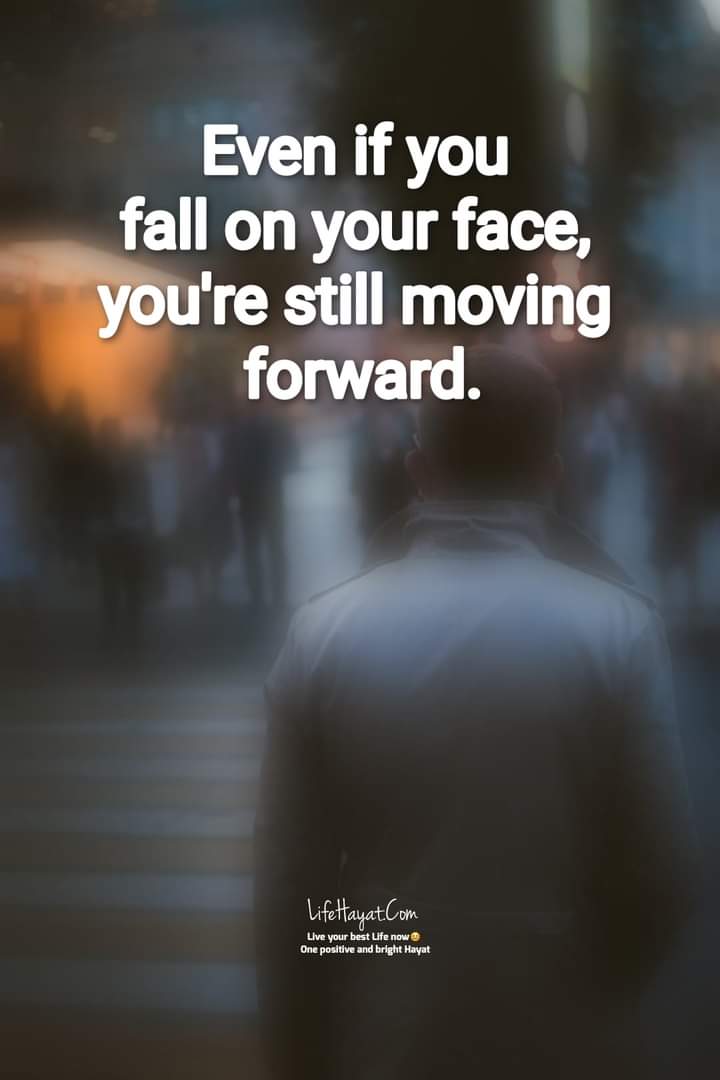 Even if you
fall on your face,
you're still moving
forward.
LifeHayat.Com
Live your best Life now😀
One positive and bright Hayat